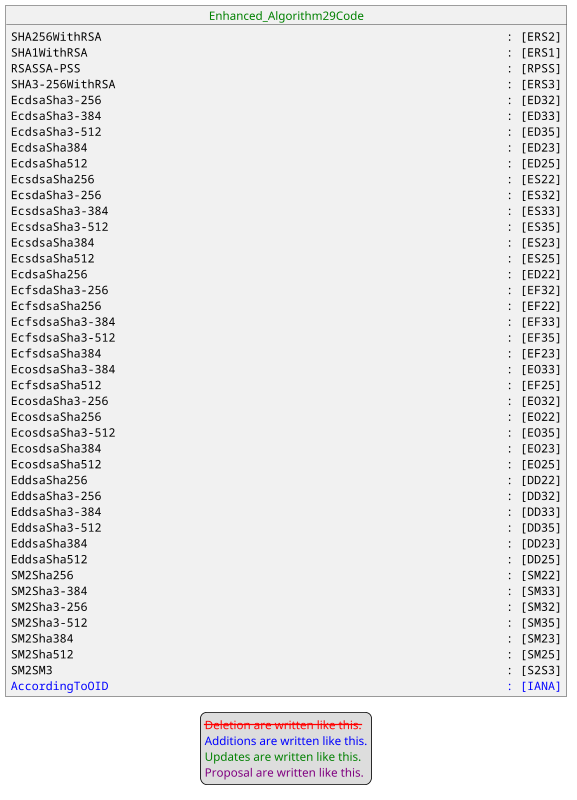 Enhanced_Algorithm29Code
SHA256WithRSA : [ERS2]
SHA1WithRSA : [ERS1]
RSASSA-PSS : [RPSS]
SHA3-256WithRSA : [ERS3]
EcdsaSha3-256 : [ED32]
EcdsaSha3-384 : [ED33]
EcdsaSha3-512 : [ED35]
EcdsaSha384 : [ED23]
EcdsaSha512 : [ED25]
EcsdsaSha256 : [ES22]
EcsdaSha3-256 : [ES32]
EcsdsaSha3-384 : [ES33]
EcsdsaSha3-512 : [ES35]
EcsdsaSha384 : [ES23]
EcsdsaSha512 : [ES25]
EcdsaSha256 : [ED22]
EcfsdaSha3-256 : [EF32]
EcfsdsaSha256 : [EF22]
EcfsdsaSha3-384 : [EF33]
EcfsdsaSha3-512 : [EF35]
EcfsdsaSha384 : [EF23]
EcosdsaSha3-384 : [EO33]
EcfsdsaSha512 : [EF25]
EcosdaSha3-256 : [EO32]
EcosdsaSha256 : [EO22]
EcosdsaSha3-512 : [EO35]
EcosdsaSha384 : [EO23]
EcosdsaSha512 : [EO25]
EddsaSha256 : [DD22]
EddsaSha3-256 : [DD32]
EddsaSha3-384 : [DD33]
EddsaSha3-512 : [DD35]
EddsaSha384 : [DD23]
EddsaSha512 : [DD25]
SM2Sha256 : [SM22]
SM2Sha3-384 : [SM33]
SM2Sha3-256 : [SM32]
SM2Sha3-512 : [SM35]
SM2Sha384 : [SM23]
SM2Sha512 : [SM25]
SM2SM3 : [S2S3]
AccordingToOID : [IANA]
Deletion are written like this.
Additions are written like this.
Updates are written like this.
Proposal are written like this.